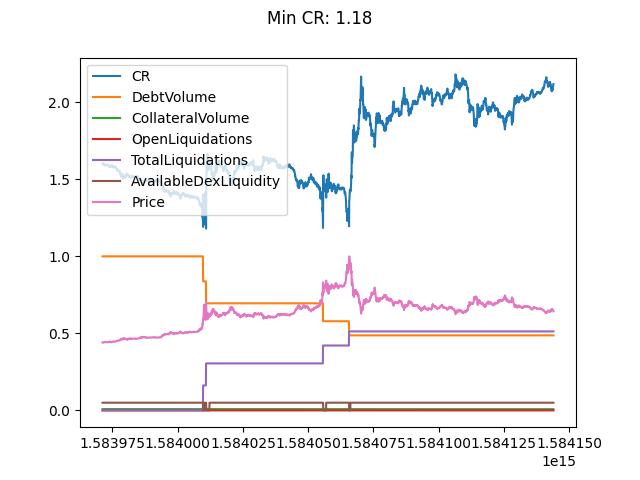 Min CR: 1.18
CR
DebtVolume
CollateralVolume
OpenLiquidations
TotalLiquidations
AvailableDexLiquidity
Price
2.0
1.5
1.0
0.5
0.0
1.583975 1.584000 1.584025 1.584050 1.584075 1.584100 1.584125 1.584150
1e15